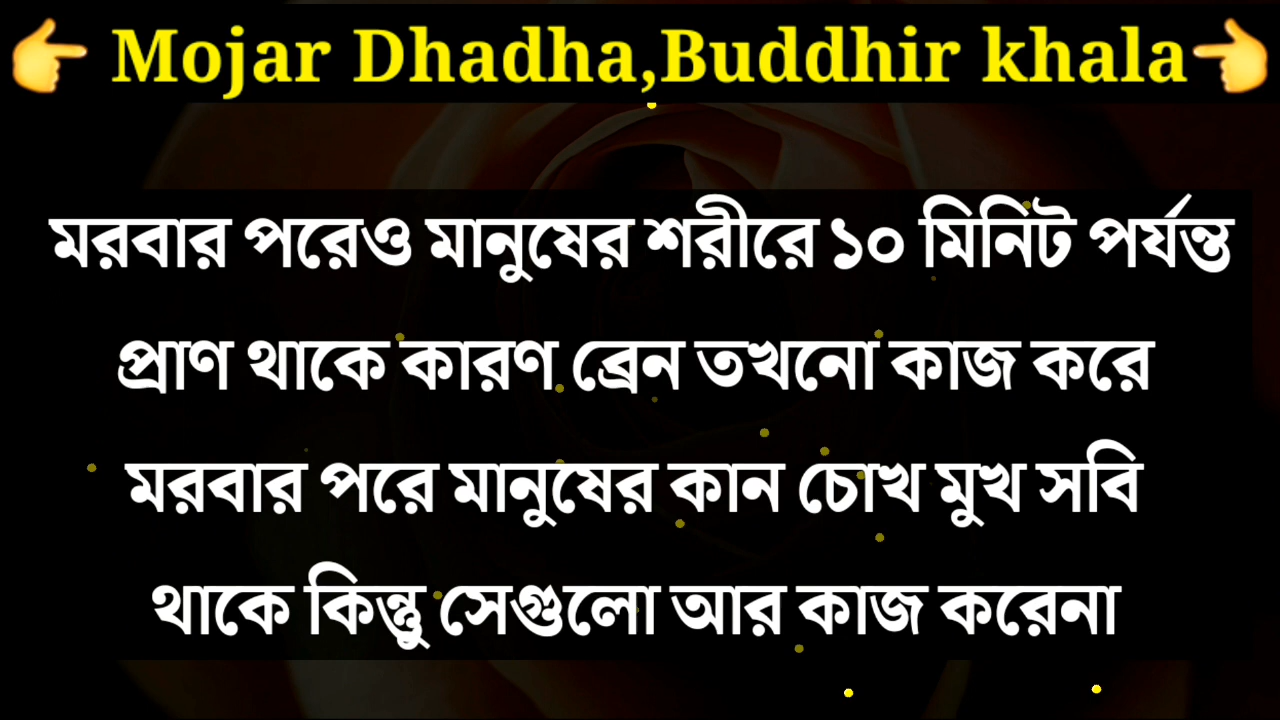 👉 Mojar Dhadha,Buddhir khala👈
মরবার পরেও মানুষের শরীরে ১০ মিনিট পর্যন্ত
প্রাণ থাকে কারণ ব্রেন তখনো কাজ করে
মরবার পরে মানুষের কান চোখ মুখ সবি
থাকে কিন্তু সেগুলো আর কাজ করেনা